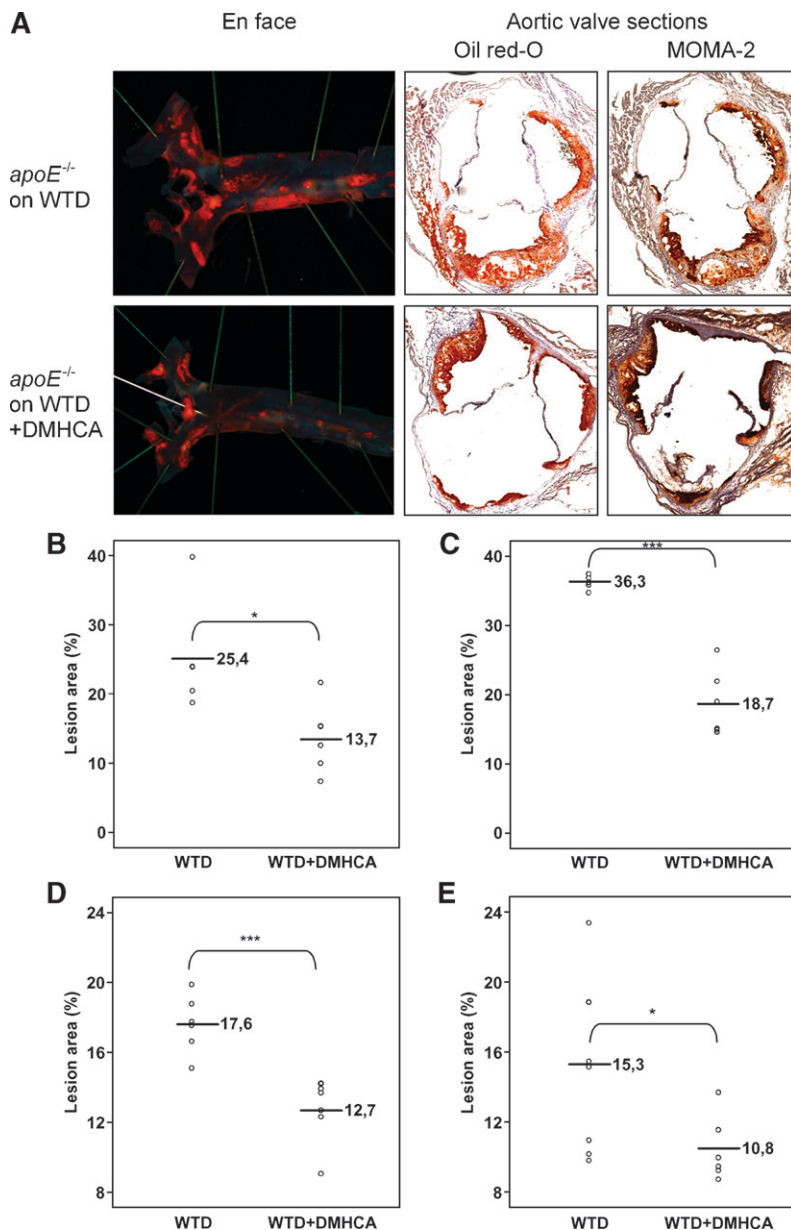 A
En face
Aortic valve sections
Oil red-O
MOMA-2
apoE-/-
on WTD
apoE-/-
on WTD
+DMHCA
B
40
30
20
10
0
Lesion area (%)
*
25,4
13,7
WTD
WTD+DMHCA
C
40
30
20
10
0
Lesion area (%)
***
36,3
18,7
WTD
WTD+DMHCA
D
24
20
16
12
8
Lesion area (%)
***
17,6
12,7
WTD
WTD+DMHCA
E
24
20
16
12
8
Lesion area (%)
*
15,3
10,8
WTD
WTD+DMHCA